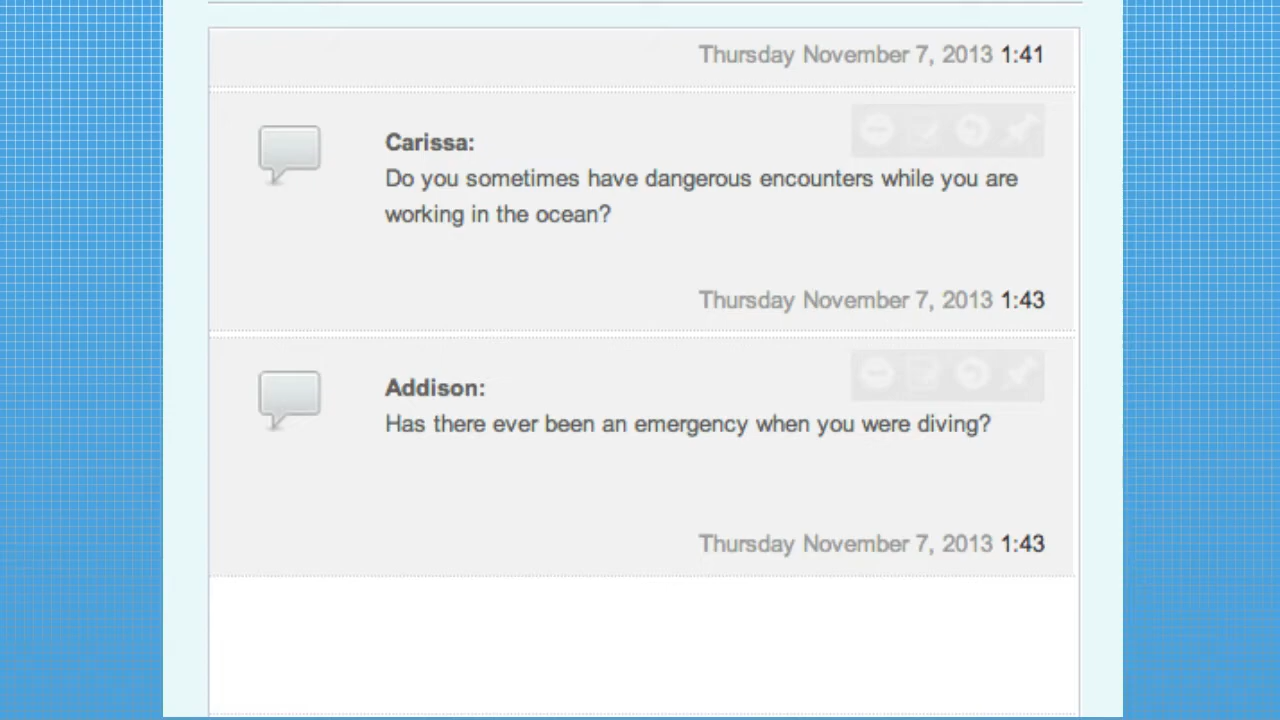 Thursday November 7, 2013 1:41
Carissa:
Do you sometimes have dangerous encounters while you are
working in the ocean?
Thursday November 7, 2013 1:43
Addison:
Has there ever been an emergency when you were diving?
Thursday November 7, 2013 1:43